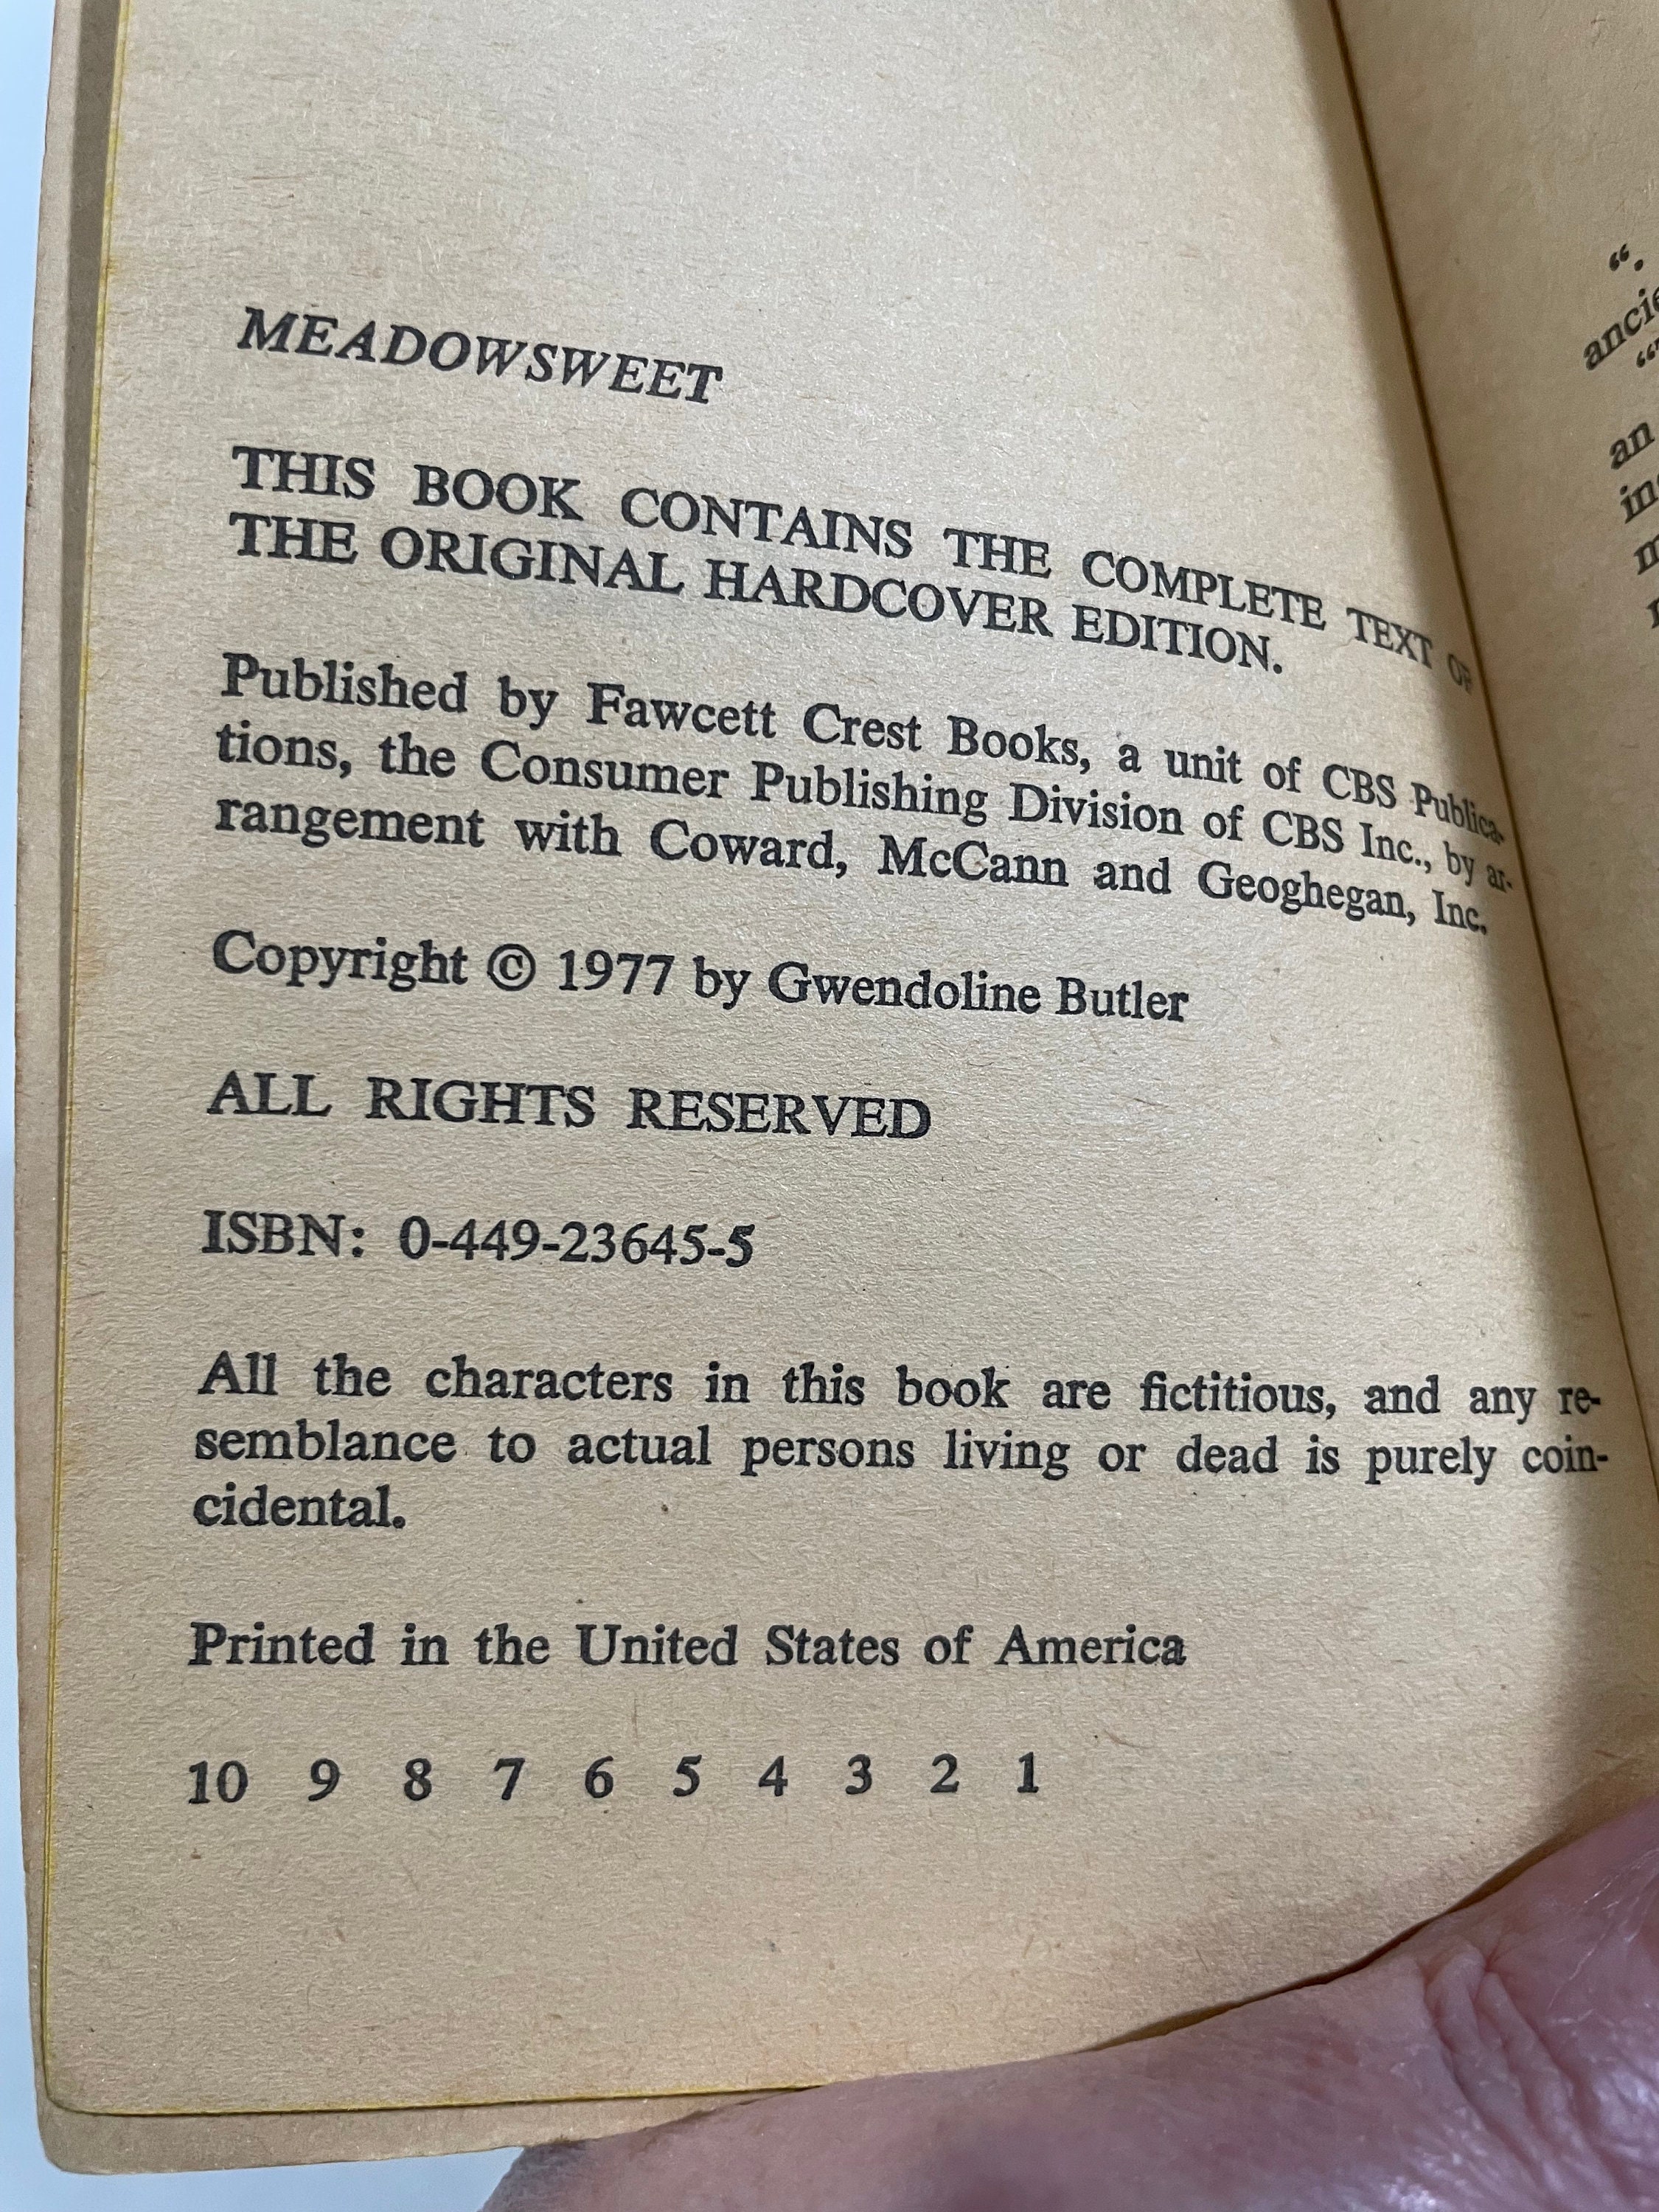 MEADOWSWEET
THIS BOOK CONTAINS THE COMPLETE TEXT OF
THE ORIGINAL HARDCOVER EDITION.
Published by Fawcett Crest Books, a unit of CBS Publica-
tions, the Consumer Publishing Division of CBS Inc., by ar-
rangement with Coward, McCann and Geoghegan, Inc.
Copyright © 1977 by Gwendoline Butler
ALL RIGHTS RESERVED
ISBN: 0-449-23645-5
All the characters in this book are fictitious, and any re-
semblance to actual persons living or dead is purely coin-
cidental.
Printed in the United States of America
10 9 8 7 6 5 4 3 2 1
an